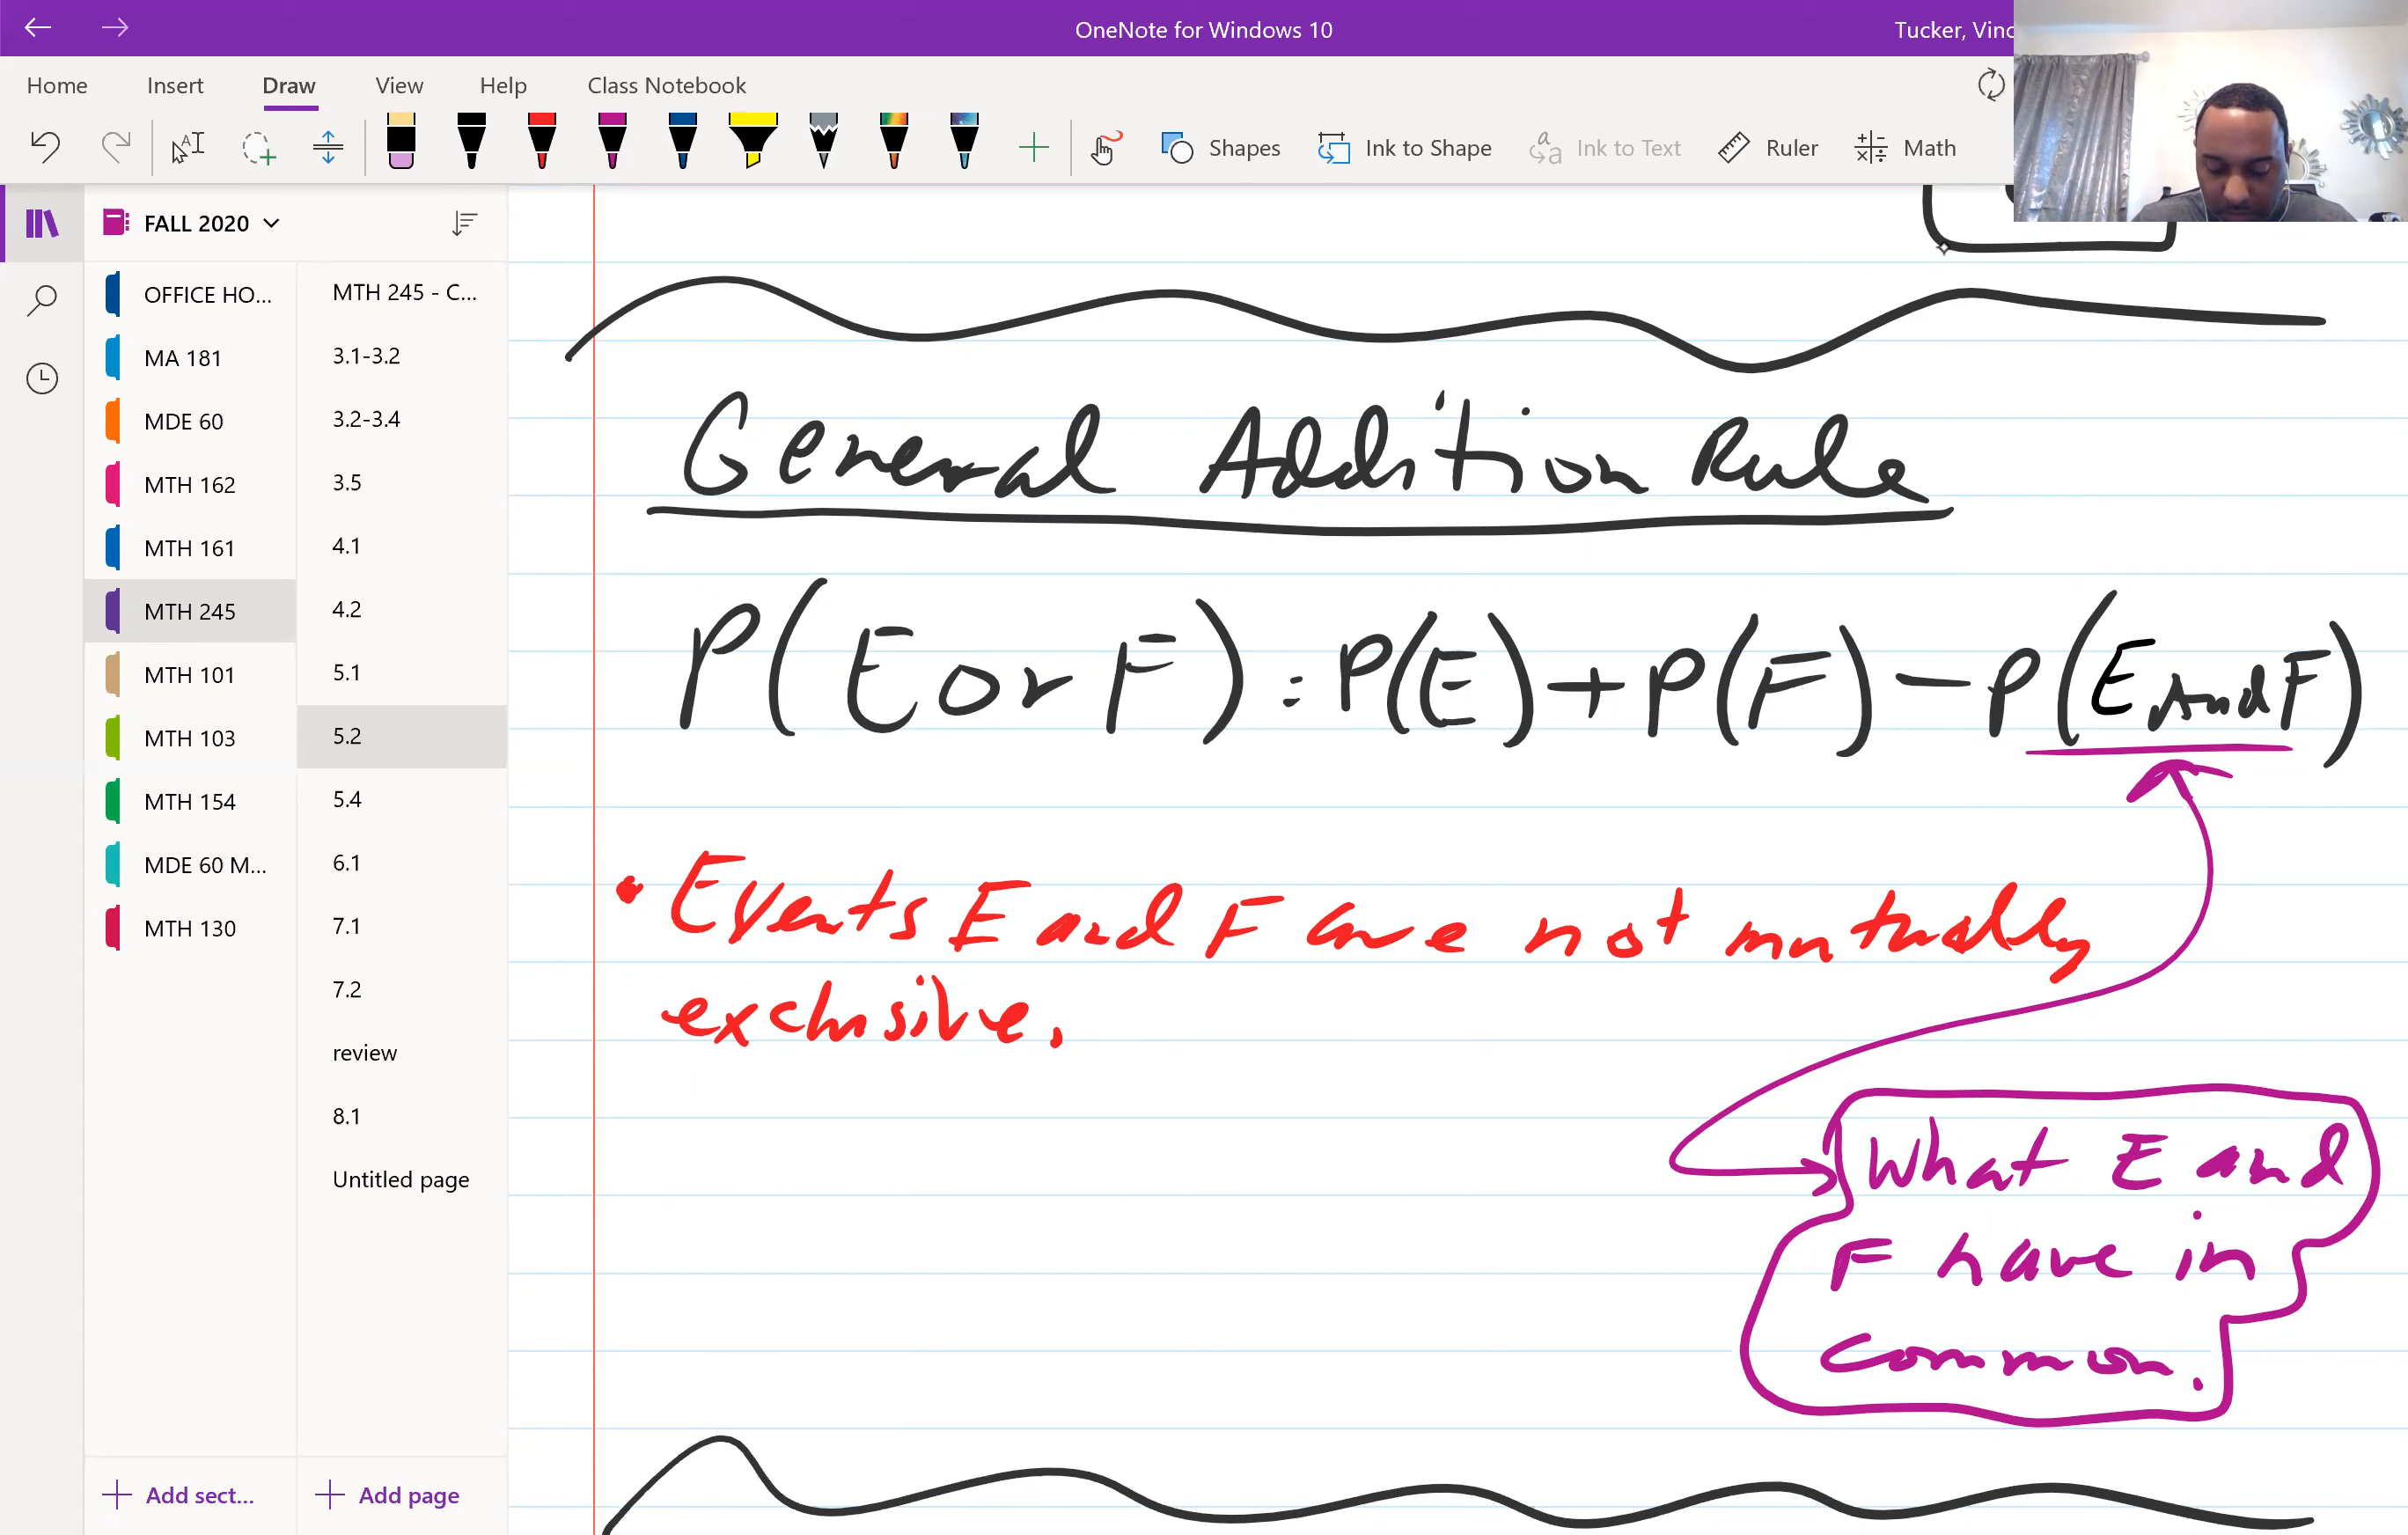 OneNote for Windows 10
Tucker, Vinc
Home Insert Draw View Help Class Notebook
Shapes Ink to Shape Ink to Text Ruler Math
FALL 2020
OFFICE HO...
MA 181
MDE 60
MTH 162
MTH 161
MTH 245
MTH 101
MTH 103
MTH 154
MDE 60 M...
MTH 130
Add sect...
MTH 245 - C...
3.1-3.2
3.2-3.4
3.5
4.1
4.2
5.1
5.2
5.4
6.1
7.1
7.2
review
8.1
Untitled page
Add page
General Addition Rule
P(E or F) = P(E) + P(F) - P(E And F)
• Events E and F are not mutually
exclusive.
What E and
F have in
common.